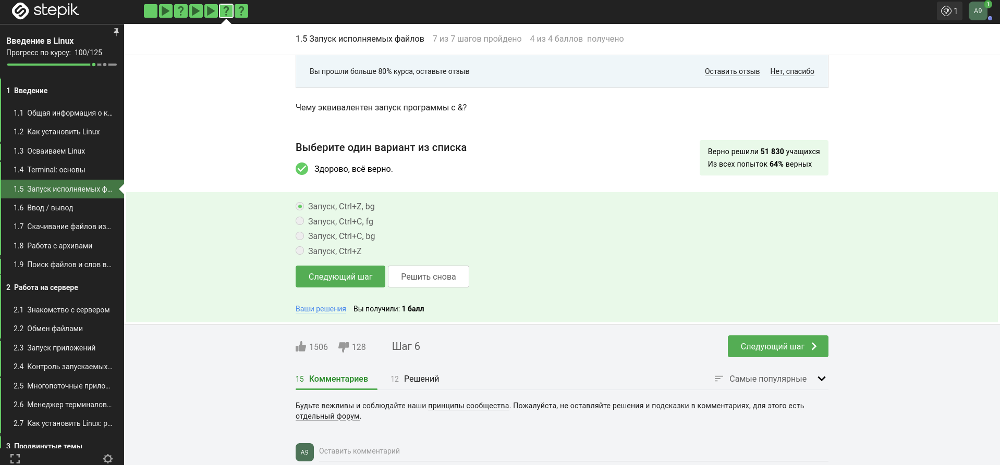 stepik
?
?
?
1
A9
1
Введение в Linux
Прогресс по курсу: 100/125
1 Введение
1.1 Общая информация о к...
1.2 Как установить Linux
1.3 Осваиваем Linux
1.4 Terminal: основы
1.5 Запуск исполняемых ф...
1.6 Ввод / вывод
1.7 Скачивание файлов из...
1.8 Работа с архивами
1.9 Поиск файлов и слов в...
2 Работа на сервере
2.1 Знакомство с сервером
2.2 Обмен файлами
2.3 Запуск приложений
2.4 Контроль запускаемых...
2.5 Многопоточные прило...
2.6 Менеджер терминалов...
2.7 Как установить Linux: р...
3 Продвинутые темы
1.5 Запуск исполняемых файлов 7 из 7 шагов пройдено 4 из 4 баллов получено
Вы прошли больше 80% курса, оставьте отзыв Оставить отзыв Нет, спасибо
Чему эквивалентен запуск программы с &?
Выберите один вариант из списка
Здорово, всё верно.
Верно решили 51 830 учащихся
Из всех попыток 64% верных
Запуск, Ctrl+Z, bg
Запуск, Ctrl+C, fg
Запуск, Ctrl+C, bg
Запуск, Ctrl+Z
Следующий шаг Решить снова
Ваши решения Вы получили: 1 балл
1506 128 Шаг 6 Следующий шаг
15 Комментариев 12 Решений Самые популярные
Будьте вежливы и соблюдайте наши принципы сообщества. Пожалуйста, не оставляйте решения и подсказки в комментариях, для этого есть
отдельный форум.
A9 Оставить комментарий